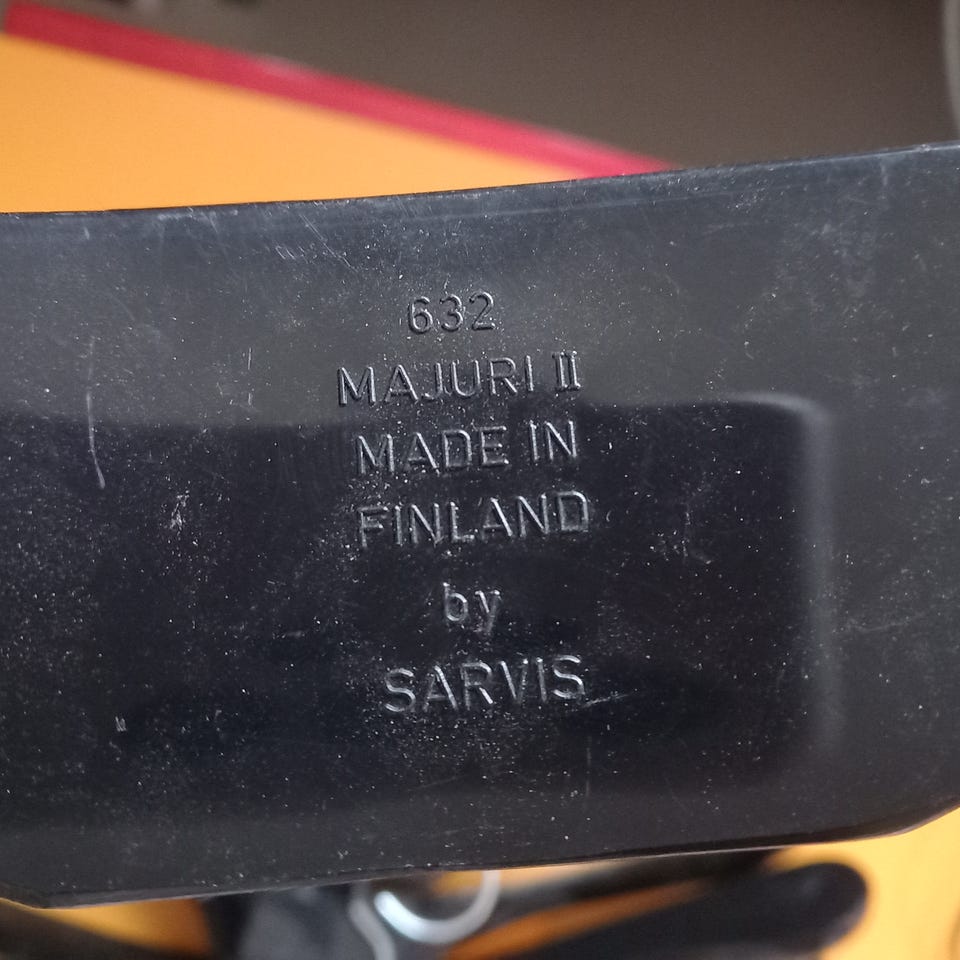 632
MAJURI II
MADE IN
FINLAND
by
SARVIS